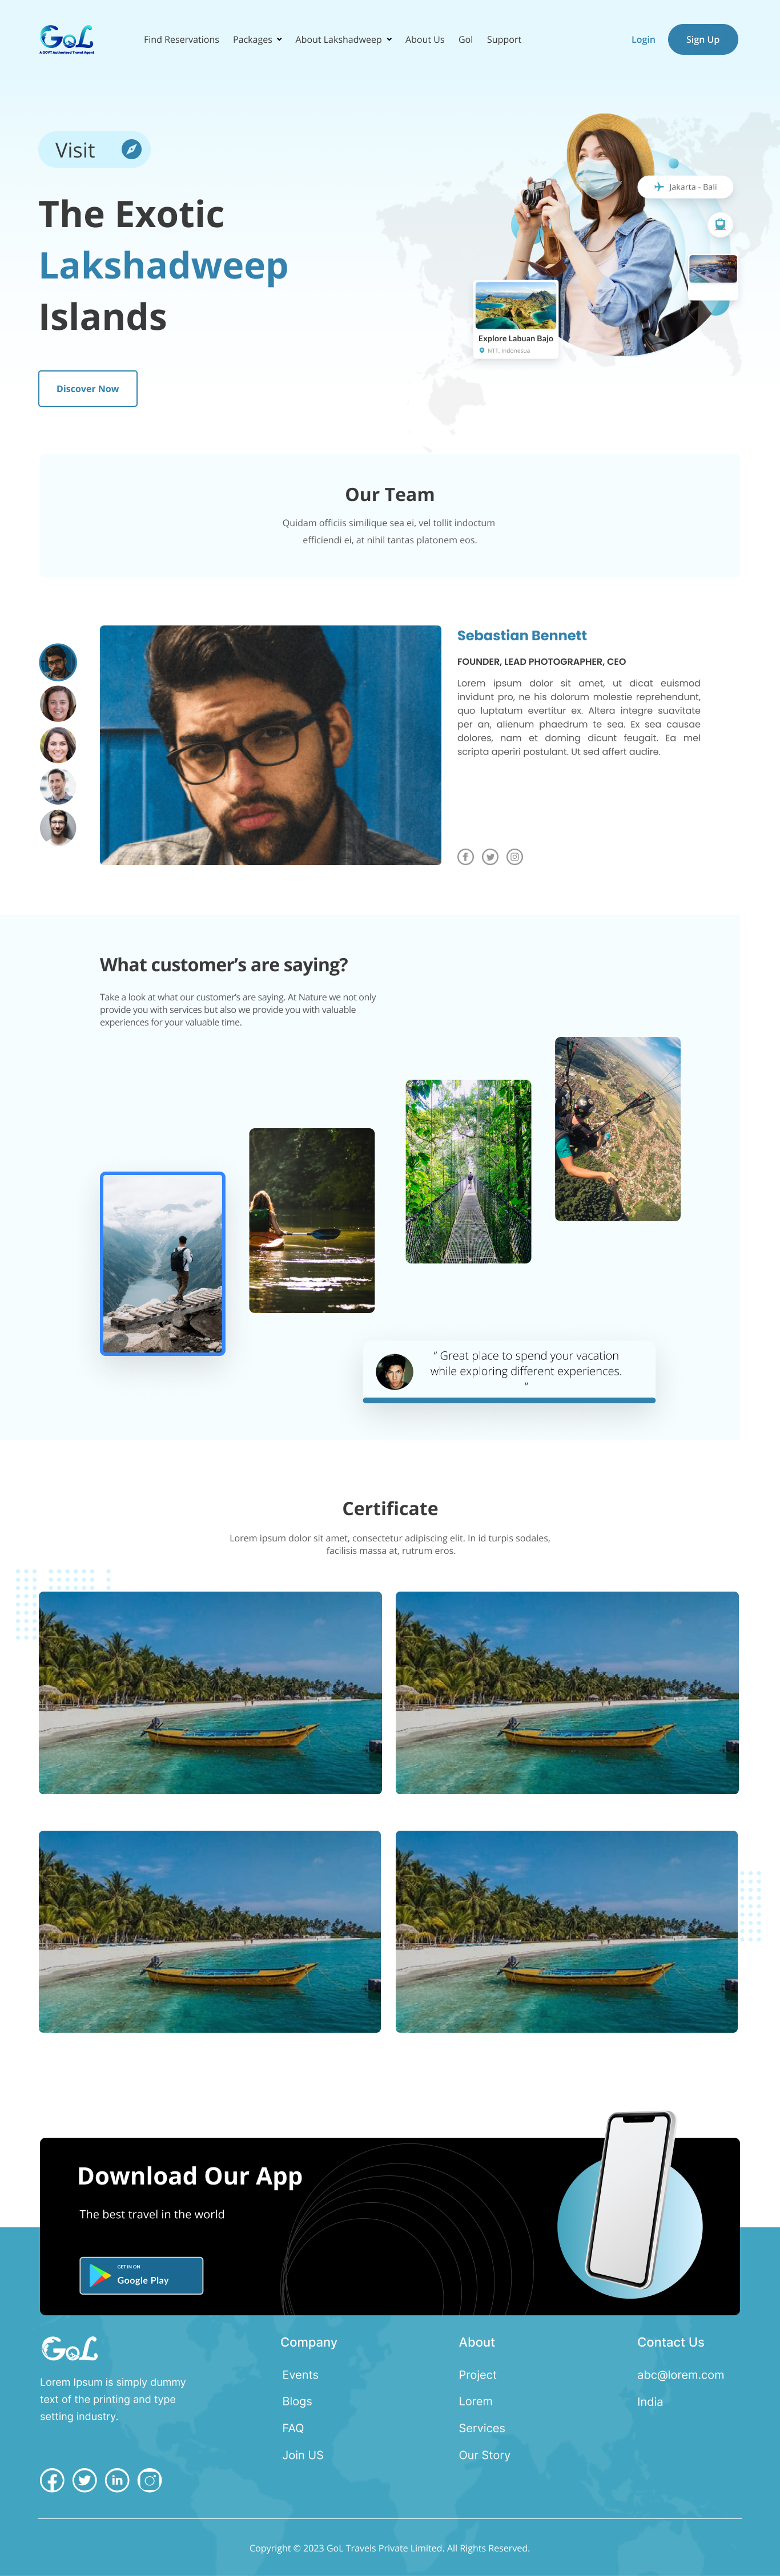 GOL
A GOVT Authorised Travel Agent
Find Reservations Packages About Lakshadweep About Us Gol Support
Login
Sign Up
Visit
The Exotic
Lakshadweep
Islands
Discover Now
Jakarta - Bali
Explore Labuan Bajo
NTT, Indonesua
Our Team
Quidam officiis similique sea ei, vel tollit indoctum
efficiendi ei, at nihil tantas platonem eos.
Sebastian Bennett
FOUNDER, LEAD PHOTOGRAPHER, CEO
Lorem ipsum dolor sit amet, ut dicat euismod
invidunt pro, ne his dolorum molestie reprehendunt,
quo luptatum evertitur ex. Altera integre suavitate
per an, alienum phaedrum te sea. Ex sea causae
dolores, nam et doming dicunt feugait. Ea mel
scripta aperiri postulant. Ut sed affert audire.
What customer’s are saying?
Take a look at what our customer’s are saying. At Nature we not only
provide you with services but also we provide you with valuable
experiences for your valuable time.
“ Great place to spend your vacation
while exploring different experiences.
“
Certificate
Lorem ipsum dolor sit amet, consectetur adipiscing elit. In id turpis sodales,
facilisis massa at, rutrum eros.
Download Our App
The best travel in the world
GET IN ON
Google Play
GOL
Lorem Ipsum is simply dummy
text of the printing and type
setting industry.
Company
Events
Blogs
FAQ
Join US
About
Project
Lorem
Services
Our Story
Contact Us
abc@lorem.com
India
Copyright © 2023 GoL Travels Private Limited. All Rights Reserved.